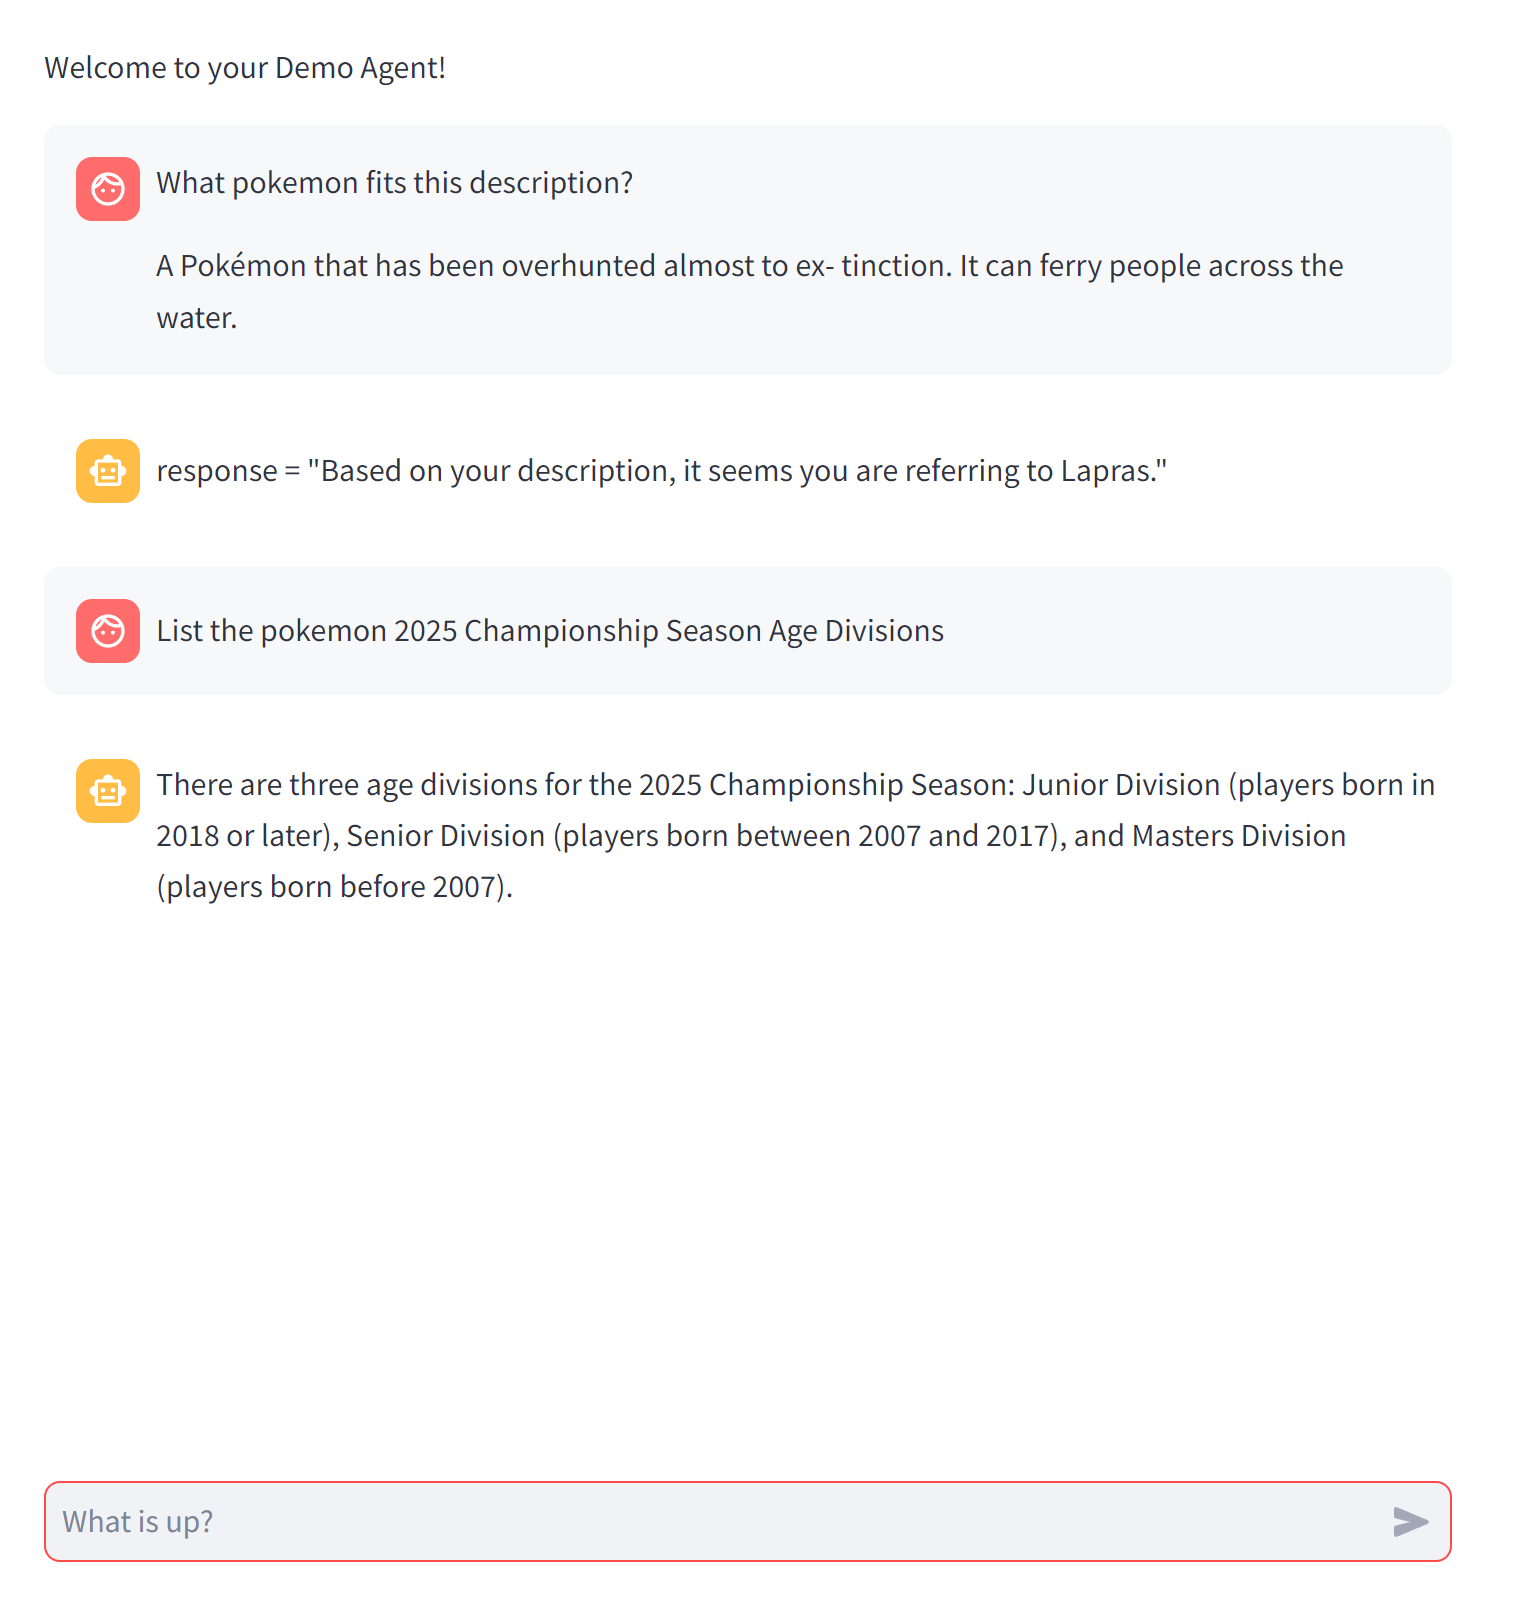 Welcome to your Demo Agent!
What pokemon fits this description?
A Pokémon that has been overhunted almost to ex- tinction. It can ferry people across the
water.
response = "Based on your description, it seems you are referring to Lapras."
List the pokemon 2025 Championship Season Age Divisions
There are three age divisions for the 2025 Championship Season: Junior Division (players born in
2018 or later), Senior Division (players born between 2007 and 2017), and Masters Division
(players born before 2007).
What is up?